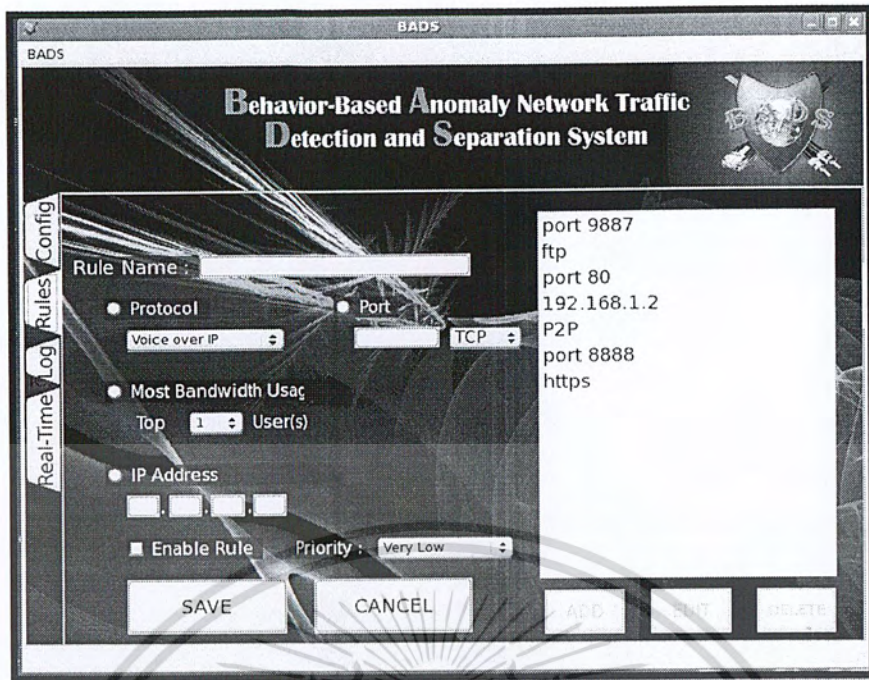 BADS
BADS
Behavior-Based Anomaly Network Traffic
Detection and Separation System
BADS
Config
Rules
Log
Real-Time
Rule Name :
Protocol
Port
Voice over IP
TCP
Most Bandwidth Usag
Top 1 User(s)
IP Address
. . .
Enable Rule
Priority : Very Low
SAVE
CANCEL
port 9887
ftp
port 80
192.168.1.2
P2P
port 8888
https
ADD
EDIT
DELETE